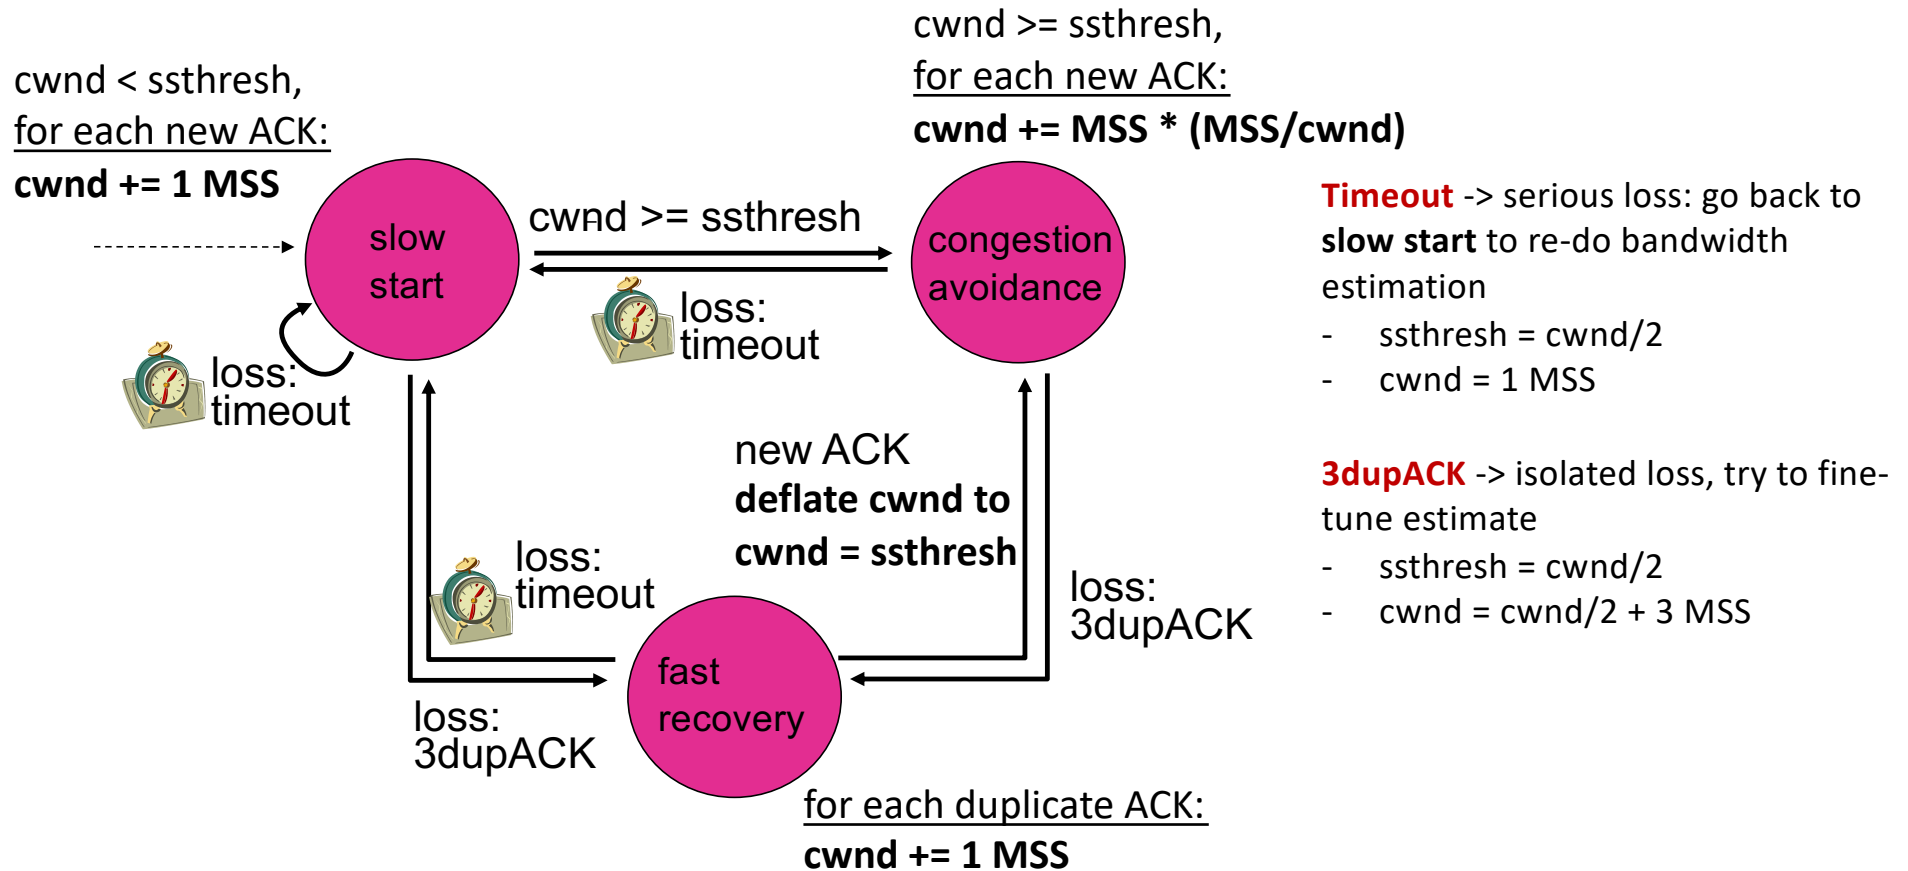 cwnd < ssthresh,
for each new ACK:
cwnd += 1 MSS
cwnd >= ssthresh,
for each new ACK:
cwnd += MSS * (MSS/cwnd)
slow
start
cwnd >= ssthresh
congestion
avoidance
loss:
timeout
loss:
timeout
new ACK
deflate cwnd to
cwnd = ssthresh
loss:
timeout
loss:
3dupACK
fast
recovery
loss:
3dupACK
for each duplicate ACK:
cwnd += 1 MSS
Timeout -> serious loss: go back to
slow start to re-do bandwidth
estimation
- ssthresh = cwnd/2
- cwnd = 1 MSS
3dupACK -> isolated loss, try to fine-
tune estimate
- ssthresh = cwnd/2
- cwnd = cwnd/2 + 3 MSS